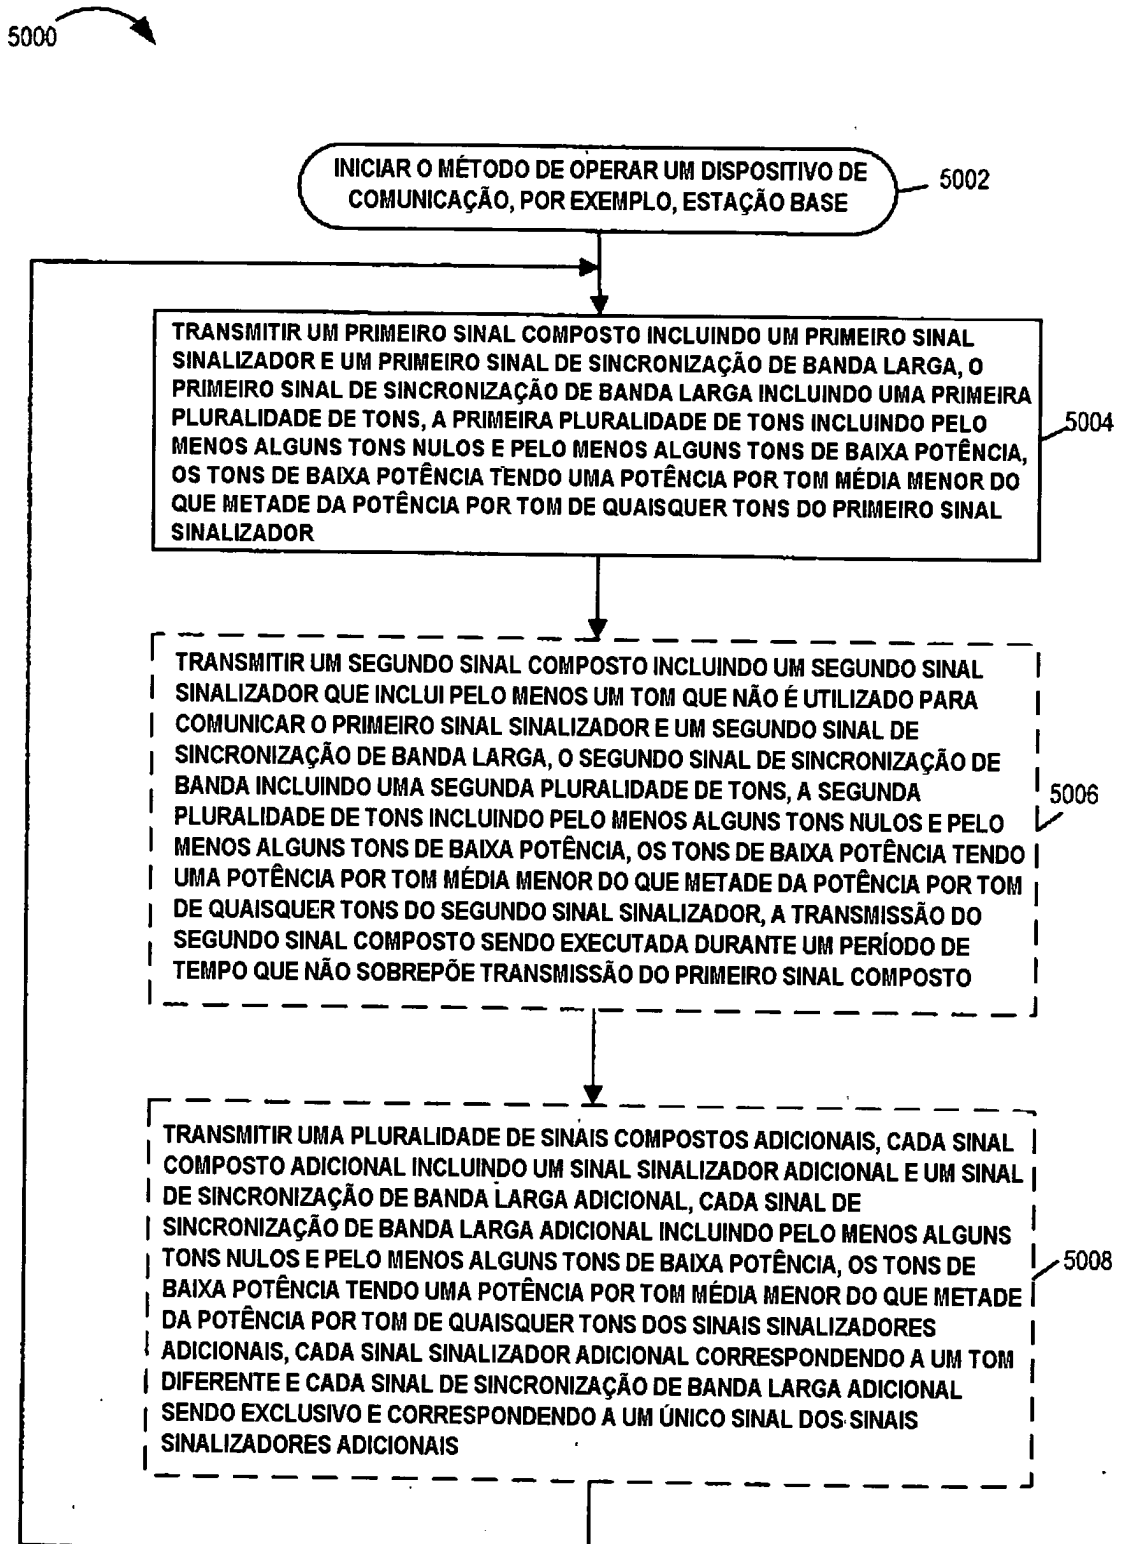 5000
INICIAR O MÉTODO DE OPERAR UM DISPOSITIVO DE
COMUNICAÇÃO, POR EXEMPLO, ESTAÇÃO BASE
5002
TRANSMITIR UM PRIMEIRO SINAL COMPOSTO INCLUINDO UM PRIMEIRO SINAL
SINALIZADOR E UM PRIMEIRO SINAL DE SINCRONIZAÇÃO DE BANDA LARGA, O
PRIMEIRO SINAL DE SINCRONIZAÇÃO DE BANDA LARGA INCLUINDO UMA PRIMEIRA
PLURALIDADE DE TONS, A PRIMEIRA PLURALIDADE DE TONS INCLUINDO PELO
MENOS ALGUNS TONS NULOS E PELO MENOS ALGUNS TONS DE BAIXA POTÊNCIA,
OS TONS DE BAIXA POTÊNCIA TENDO UMA POTÊNCIA POR TOM MÉDIA MENOR DO
QUE METADE DA POTÊNCIA POR TOM DE QUAISQUER TONS DO PRIMEIRO SINAL
SINALIZADOR
5004
TRANSMITIR UM SEGUNDO SINAL COMPOSTO INCLUINDO UM SEGUNDO SINAL
SINALIZADOR QUE INCLUI PELO MENOS UM TOM QUE NÃO É UTILIZADO PARA
COMUNICAR O PRIMEIRO SINAL SINALIZADOR E UM SEGUNDO SINAL DE
SINCRONIZAÇÃO DE BANDA LARGA, O SEGUNDO SINAL DE SINCRONIZAÇÃO DE
BANDA INCLUINDO UMA SEGUNDA PLURALIDADE DE TONS, A SEGUNDA
PLURALIDADE DE TONS INCLUINDO PELO MENOS ALGUNS TONS NULOS E PELO
MENOS ALGUNS TONS DE BAIXA POTÊNCIA, OS TONS DE BAIXA POTÊNCIA TENDO
UMA POTÊNCIA POR TOM MÉDIA MENOR DO QUE METADE DA POTÊNCIA POR TOM
DE QUAISQUER TONS DO SEGUNDO SINAL SINALIZADOR, A TRANSMISSÃO DO
SEGUNDO SINAL COMPOSTO SENDO EXECUTADA DURANTE UM PERÍODO DE
TEMPO QUE NÃO SOBREPÕE TRANSMISSÃO DO PRIMEIRO SINAL COMPOSTO
5006
TRANSMITIR UMA PLURALIDADE DE SINAIS COMPOSTOS ADICIONAIS, CADA SINAL
COMPOSTO ADICIONAL INCLUINDO UM SINAL SINALIZADOR ADICIONAL E UM SINAL
DE SINCRONIZAÇÃO DE BANDA LARGA ADICIONAL, CADA SINAL DE
SINCRONIZAÇÃO DE BANDA LARGA ADICIONAL INCLUINDO PELO MENOS ALGUNS
TONS NULOS E PELO MENOS ALGUNS TONS DE BAIXA POTÊNCIA, OS TONS DE
BAIXA POTÊNCIA TENDO UMA POTÊNCIA POR TOM MÉDIA MENOR DO QUE METADE
DA POTÊNCIA POR TOM DE QUAISQUER TONS DOS SINAIS SINALIZADORES
ADICIONAIS, CADA SINAL SINALIZADOR ADICIONAL CORRESPONDENDO A UM TOM
DIFERENTE E CADA SINAL DE SINCRONIZAÇÃO DE BANDA LARGA ADICIONAL
SENDO EXCLUSIVO E CORRESPONDENDO A UM ÚNICO SINAL DOS SINAIS
SINALIZADORES ADICIONAIS
5008